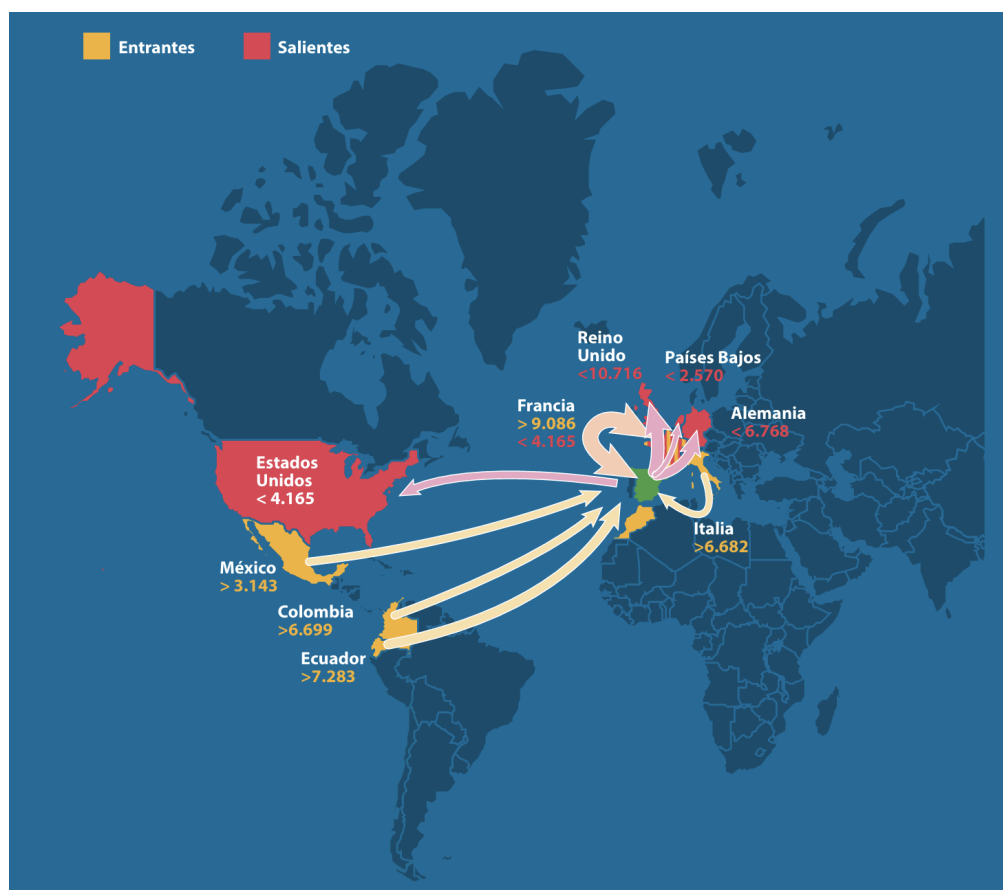 Entrantes
Salientes
Reino
Unido
<10.716
Países Bajos
< 2.570
Francia
> 9.086
< 4.165
Alemania
< 6.768
Estados
Unidos
< 4.165
Italia
>6.682
México
> 3.143
Colombia
>6.699
Ecuador
>7.283